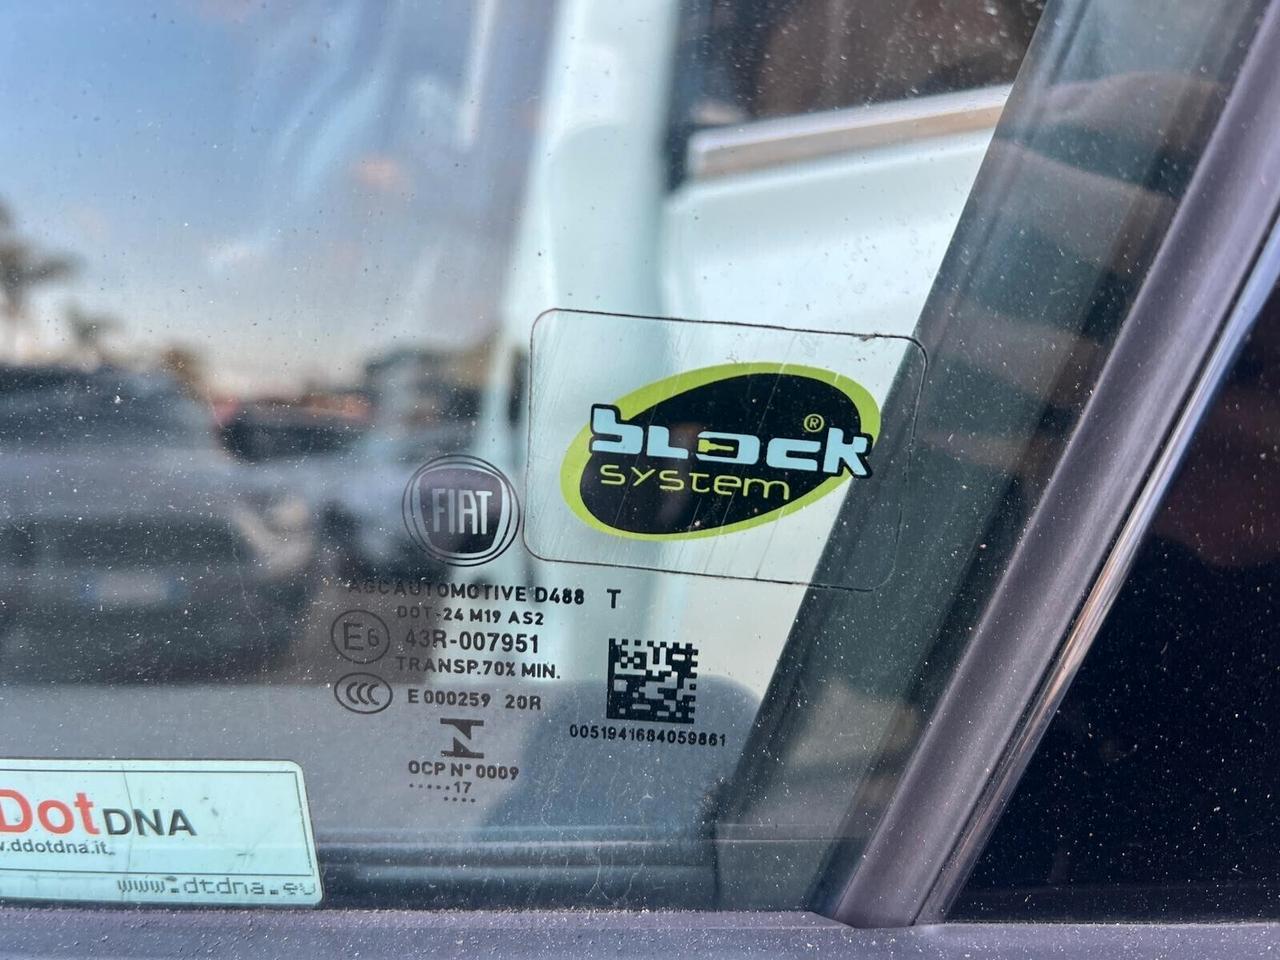 bLock®
system
FIAT
AGC AUTOMOTIVE D488 T
DOT-24 M19 AS2
E6 43R-007951
TRANSP.70% MIN.
CCC E 000259 20R
0051941684059861
OCP N° 0009
.....17
....
DotDNA
.ddotdna.it
www.dtdna.eu